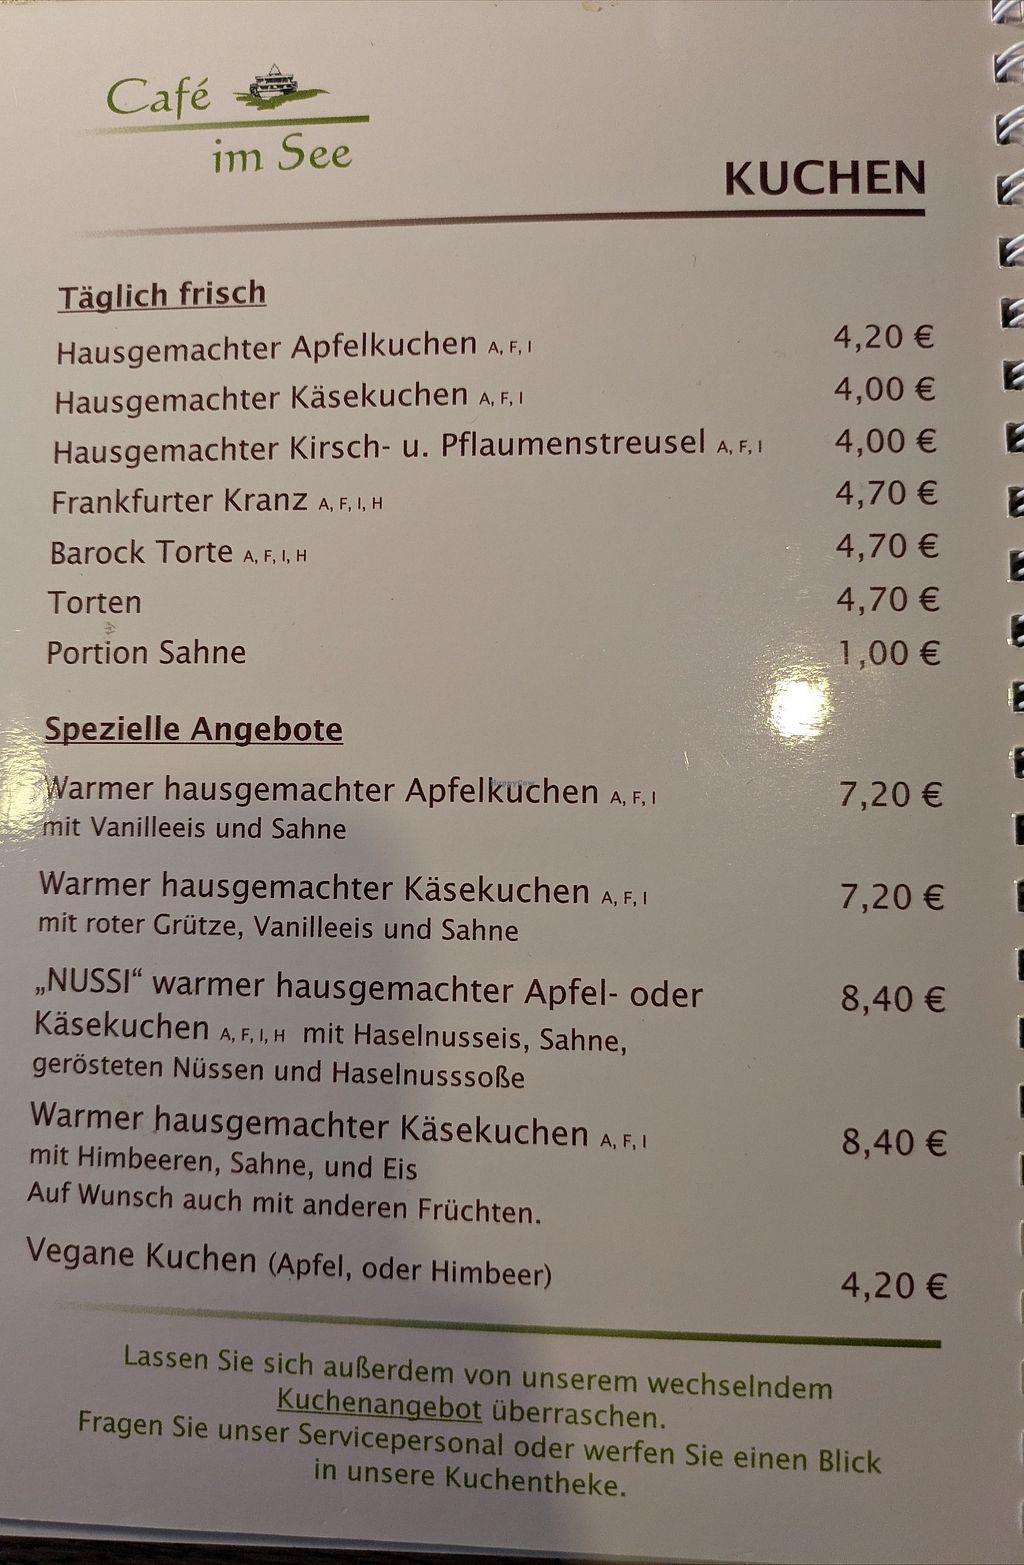 Café
im See
KUCHEN
Täglich frisch
Hausgemachter Apfelkuchen A, F, I 4,20 €
Hausgemachter Käsekuchen A, F, I 4,00 €
Hausgemachter Kirsch- u. Pflaumenstreusel A, F, I 4,00 €
Frankfurter Kranz A, F, I, H 4,70 €
Barock Torte A, F, I, H 4,70 €
Torten 4,70 €
Portion Sahne 1,00 €
Spezielle Angebote
Warmer hausgemachter Apfelkuchen A, F, I 7,20 €
mit Vanilleeis und Sahne
Warmer hausgemachter Käsekuchen A, F, I 7,20 €
mit roter Grütze, Vanilleeis und Sahne
„NUSSI“ warmer hausgemachter Apfel- oder 8,40 €
Käsekuchen A, F, I, H mit Haselnusseis, Sahne,
gerösteten Nüssen und Haselnusssoße
Warmer hausgemachter Käsekuchen A, F, I 8,40 €
mit Himbeeren, Sahne, und Eis
Auf Wunsch auch mit anderen Früchten.
Vegane Kuchen (Apfel, oder Himbeer) 4,20 €
Lassen Sie sich außerdem von unserem wechselndem
Kuchenangebot überraschen.
Fragen Sie unser Servicepersonal oder werfen Sie einen Blick
in unsere Kuchentheke.
HappyCow